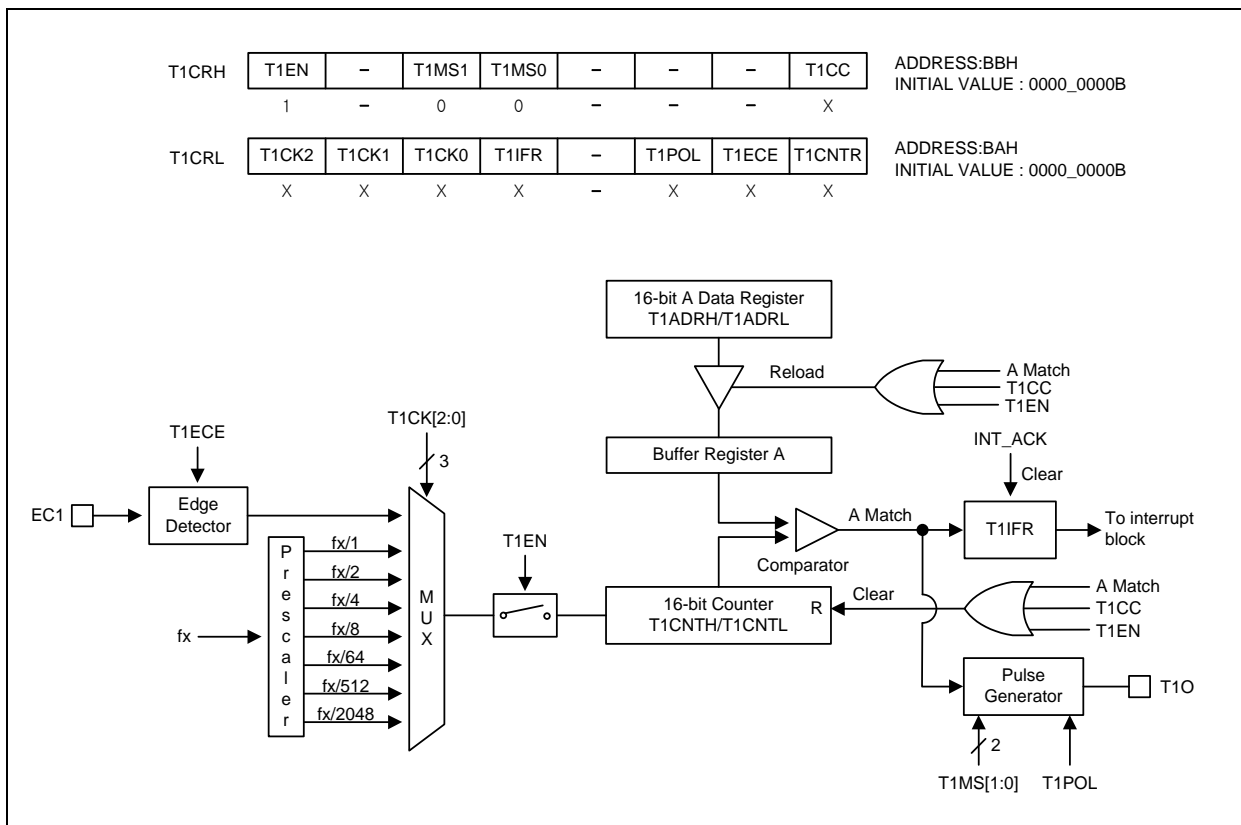 T1CRH T1EN – T1MS1 T1MS0 – – – T1CC ADDRESS:BBH
INITIAL VALUE : 0000_0000B
1 – 0 0 – – – X
T1CRL T1CK2 T1CK1 T1CK0 T1IFR – T1POL T1ECE T1CNTR ADDRESS:BAH
INITIAL VALUE : 0000_0000B
X X X X – X X X
16-bit A Data Register
T1ADRH/T1ADRL
Reload
A Match
T1CC
T1EN
Buffer Register A
INT_ACK
Clear
T1CK[2:0]
3
T1ECE
EC1
Edge
Detector
Prescaler
fx
fx/1
fx/2
fx/4
fx/8
fx/64
fx/512
fx/2048
MUX
T1EN
Comparator
A Match
T1IFR
To interrupt
block
16-bit Counter
T1CNTH/T1CNTL
R
Clear
A Match
T1CC
T1EN
Pulse
Generator
T1O
2
T1MS[1:0]
T1POL